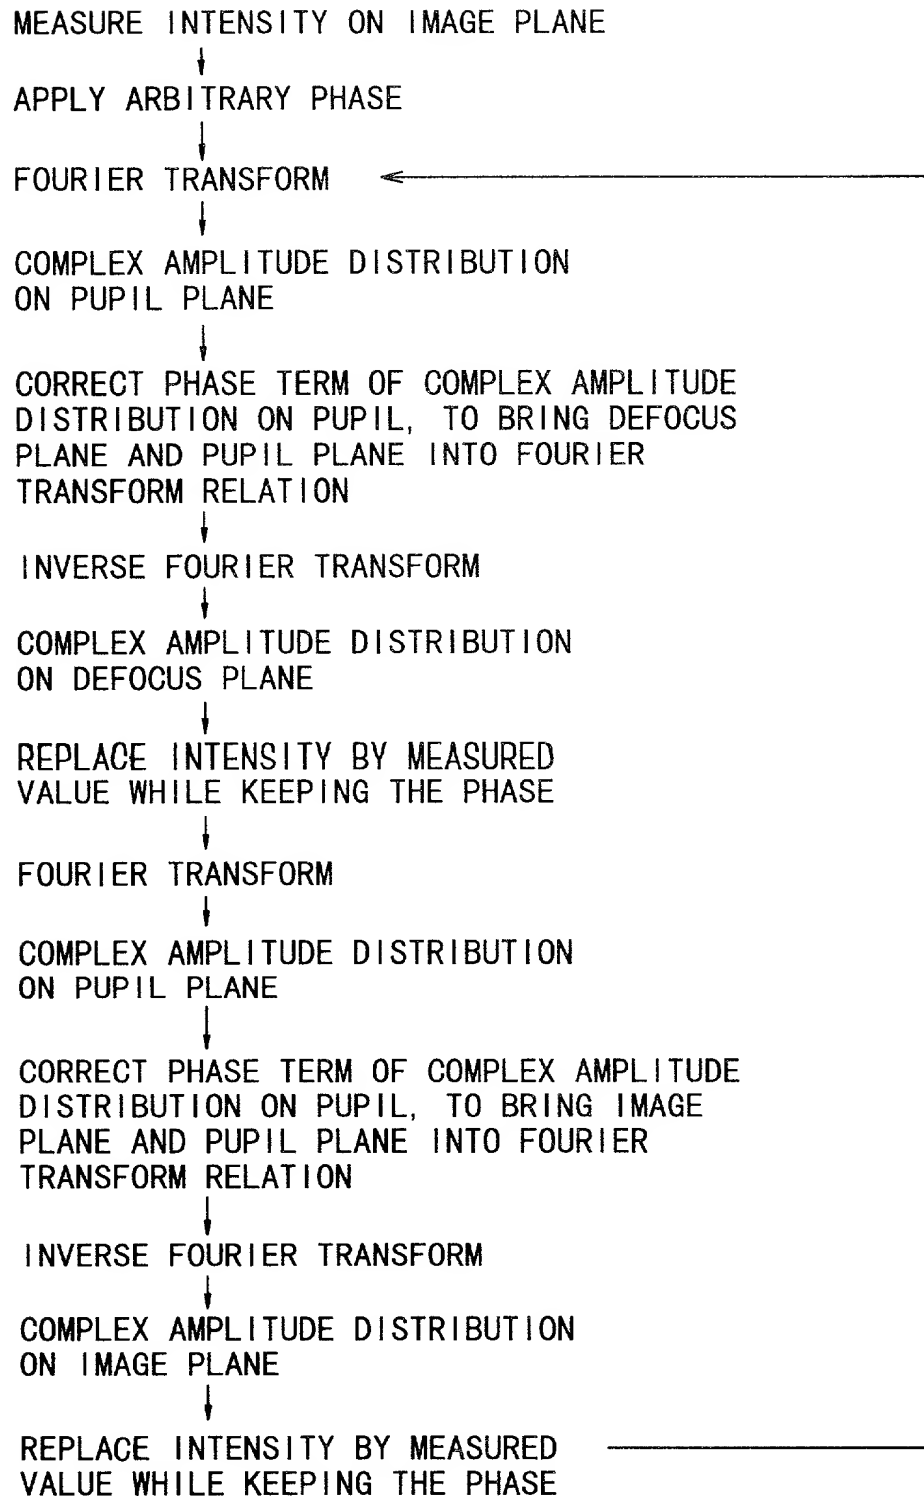 MEASURE INTENSITY ON IMAGE PLANE
APPLY ARBITRARY PHASE
FOURIER TRANSFORM
COMPLEX AMPLITUDE DISTRIBUTION
ON PUPIL PLANE
CORRECT PHASE TERM OF COMPLEX AMPLITUDE
DISTRIBUTION ON PUPIL, TO BRING DEFOCUS
PLANE AND PUPIL PLANE INTO FOURIER
TRANSFORM RELATION
INVERSE FOURIER TRANSFORM
COMPLEX AMPLITUDE DISTRIBUTION
ON DEFOCUS PLANE
REPLACE INTENSITY BY MEASURED
VALUE WHILE KEEPING THE PHASE
FOURIER TRANSFORM
COMPLEX AMPLITUDE DISTRIBUTION
ON PUPIL PLANE
CORRECT PHASE TERM OF COMPLEX AMPLITUDE
DISTRIBUTION ON PUPIL, TO BRING IMAGE
PLANE AND PUPIL PLANE INTO FOURIER
TRANSFORM RELATION
INVERSE FOURIER TRANSFORM
COMPLEX AMPLITUDE DISTRIBUTION
ON IMAGE PLANE
REPLACE INTENSITY BY MEASURED
VALUE WHILE KEEPING THE PHASE